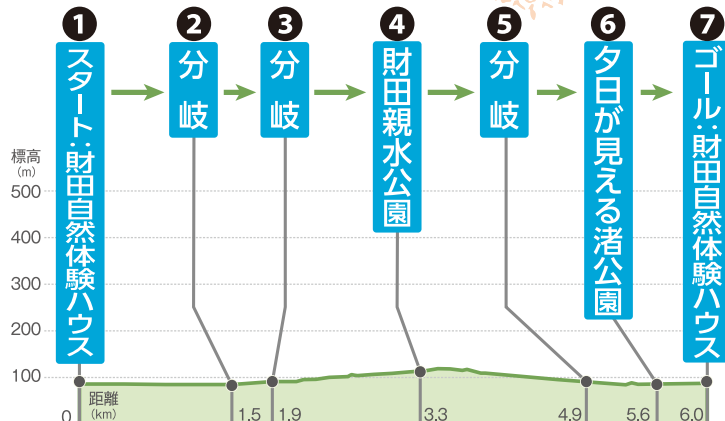 1
スタート:財田自然体験ハウス
2
分岐
3
分岐
4
財田親水公園
5
分岐
6
夕日が見える渚公園
7
ゴール:財田自然体験ハウス
標高
(m)
500
400
300
200
100
距離
(km)
0
1.5
1.9
3.3
4.9
5.6
6.0